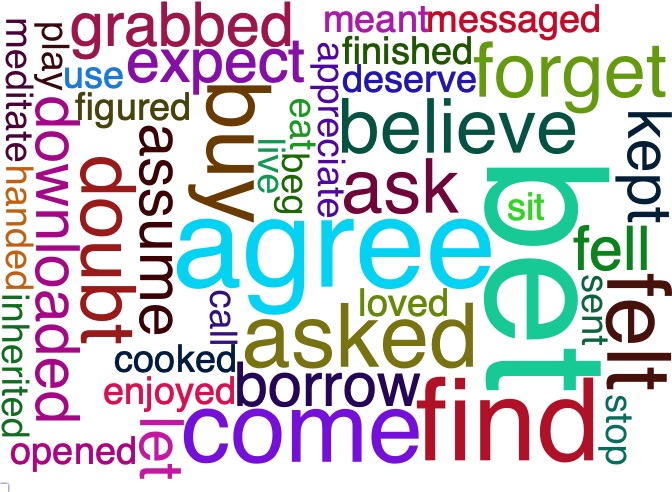 meditate
play
grabbed
meant
messaged
use
expect
appreciate
finished
deserve
forget
figured
buy
eat
live
beg
believe
kept
handed
downloaded
doubt
assume
ask
bet
sit
agree
fell
felt
sent
inherited
call
loved
asked
cooked
enjoyed
borrow
find
stop
opened
let
come